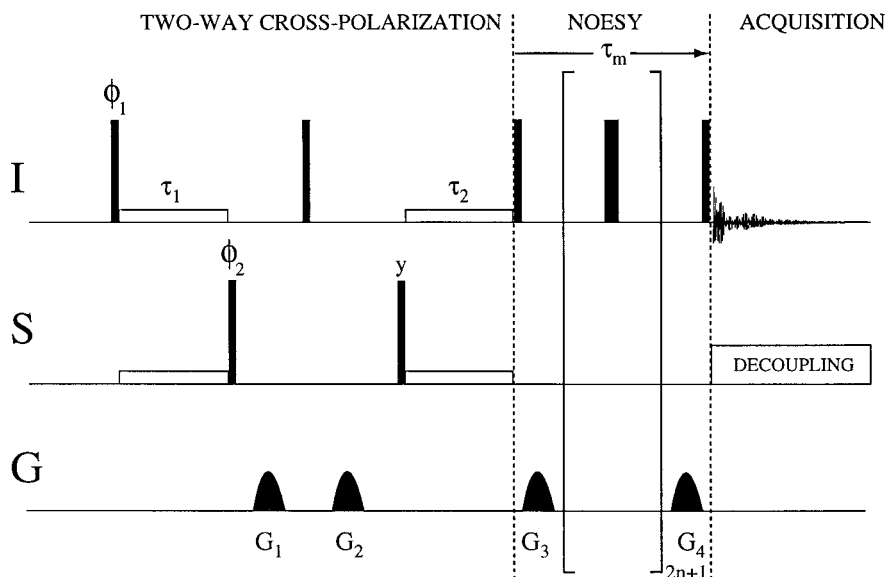 TWO-WAY CROSS-POLARIZATION NOESY ACQUISITION
τm
ϕ1
I
τ1 τ2
ϕ2 y
S
DECOUPLING
G
G1 G2 G3 G4
2n+1